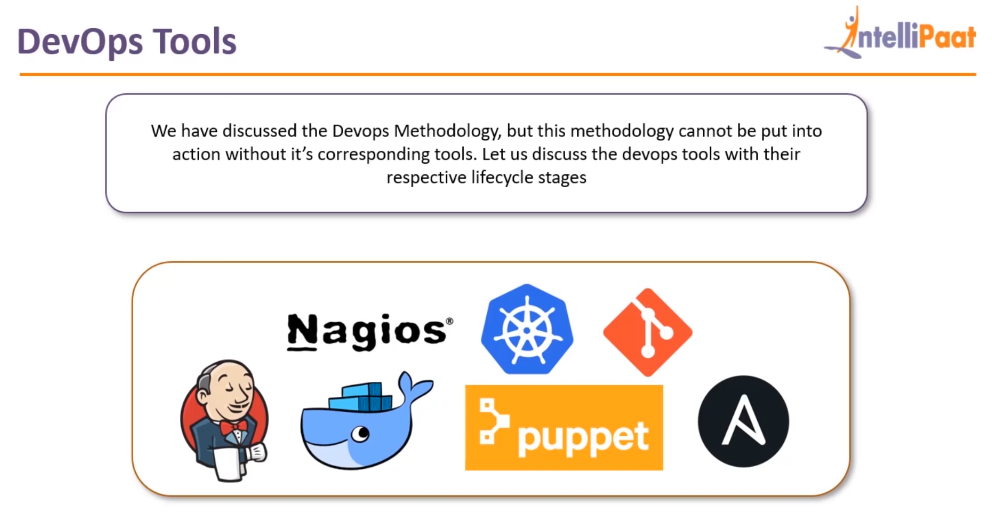 DevOps Tools
IntelliPaat
We have discussed the Devops Methodology, but this methodology cannot be put into
action without it's corresponding tools. Let us discuss the devops tools with their
respective lifecycle stages
Nagios®
puppet